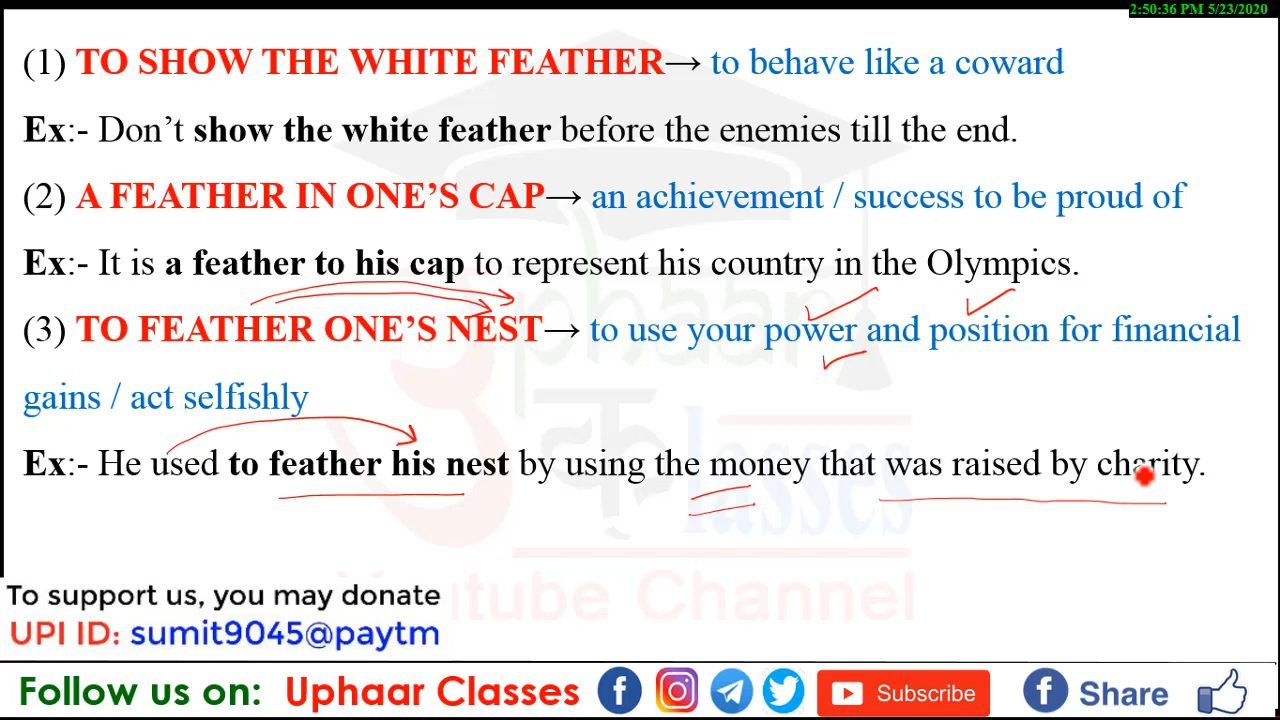 2:50:36 PM 5/23/2020
(1) TO SHOW THE WHITE FEATHER→ to behave like a coward
Ex:- Don’t show the white feather before the enemies till the end.
(2) A FEATHER IN ONE’S CAP→ an achievement / success to be proud of
Ex:- It is a feather to his cap to represent his country in the Olympics.
(3) TO FEATHER ONE’S NEST→ to use your power and position for financial
gains / act selfishly
Ex:- He used to feather his nest by using the money that was raised by charity.
उphaar
कlasses
Youtube Channel
To support us, you may donate
UPI ID: sumit9045@paytm
Follow us on: Uphaar Classes Subscribe Share